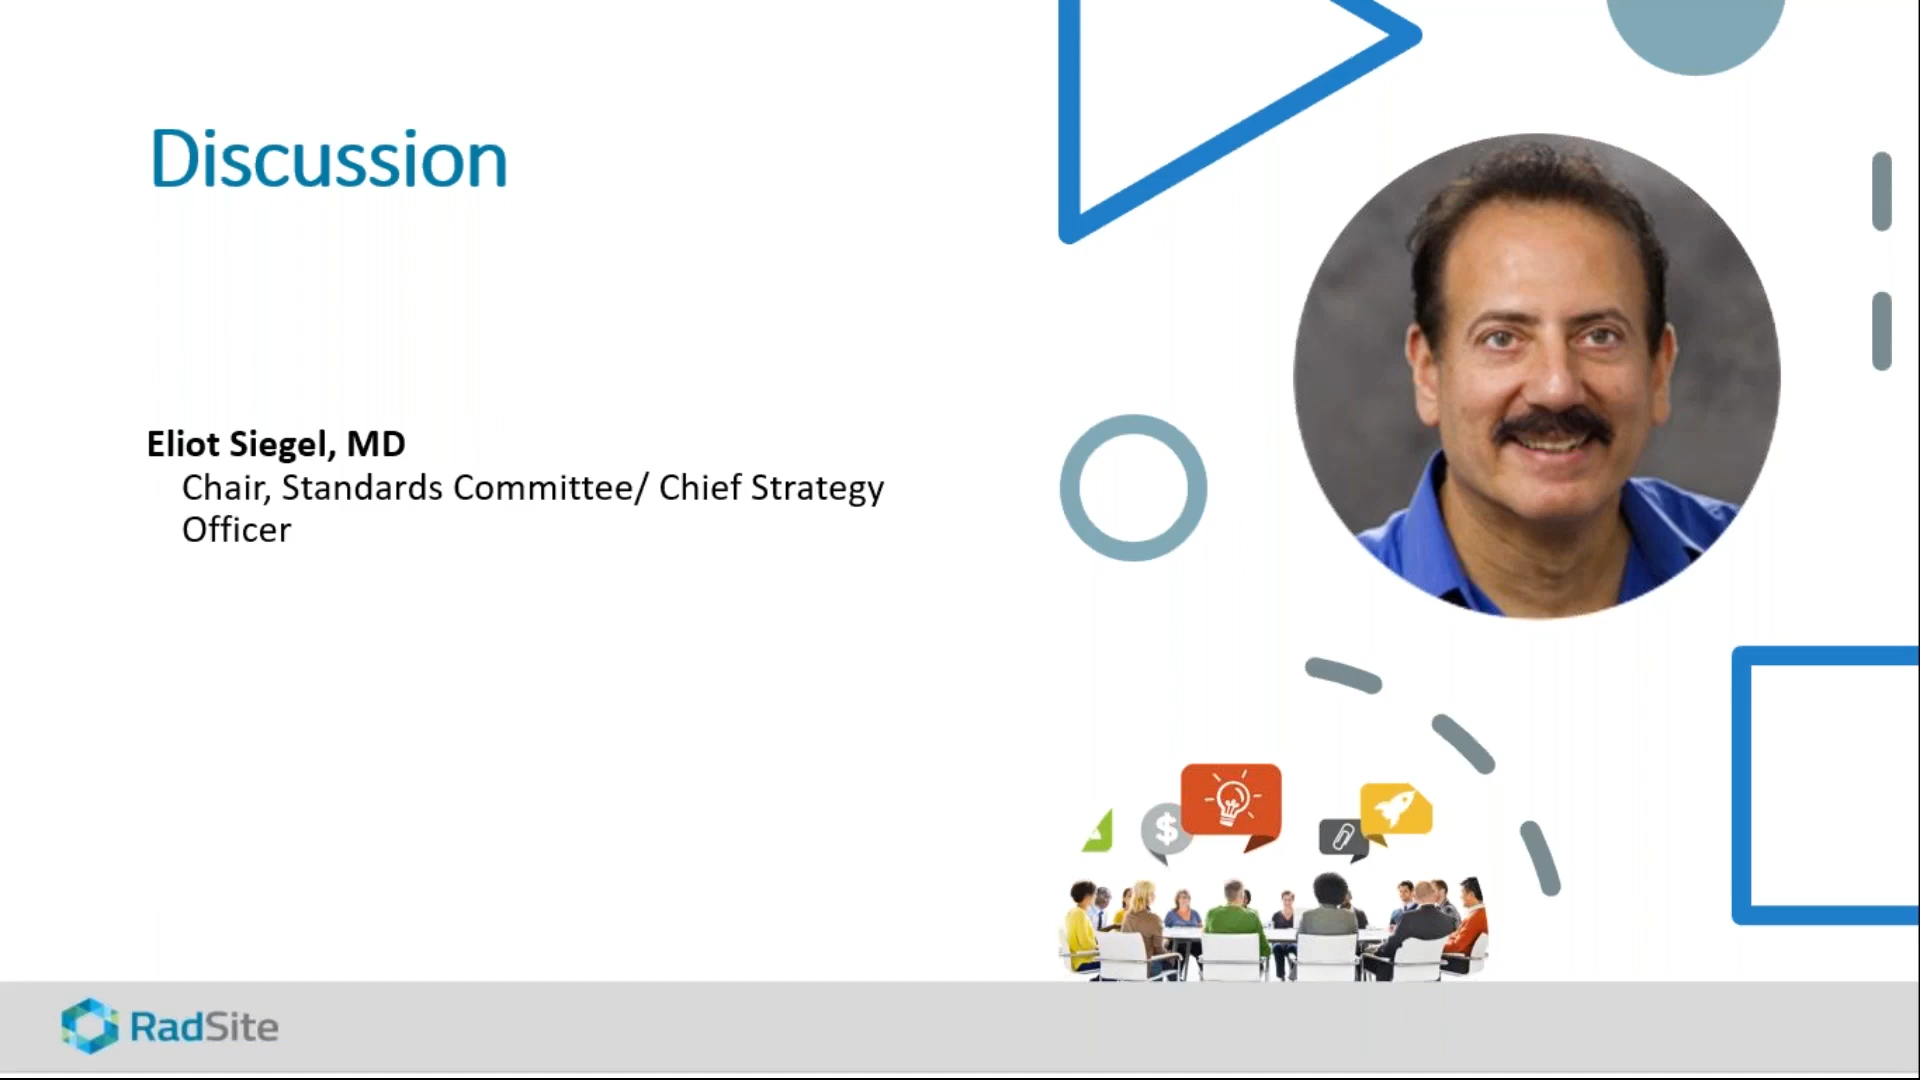 Discussion
Eliot Siegel, MD
Chair, Standards Committee/ Chief Strategy
Officer
$
RadSite